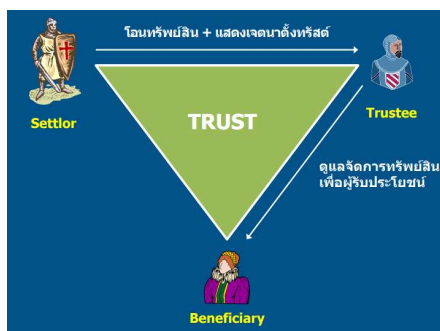 โอนทรัพย์สิน + แสดงเจตนาตั้งทรัสต์
Settlor
TRUST
Trustee
ดูแลจัดการทรัพย์สิน
เพื่อผู้รับประโยชน์
Beneficiary